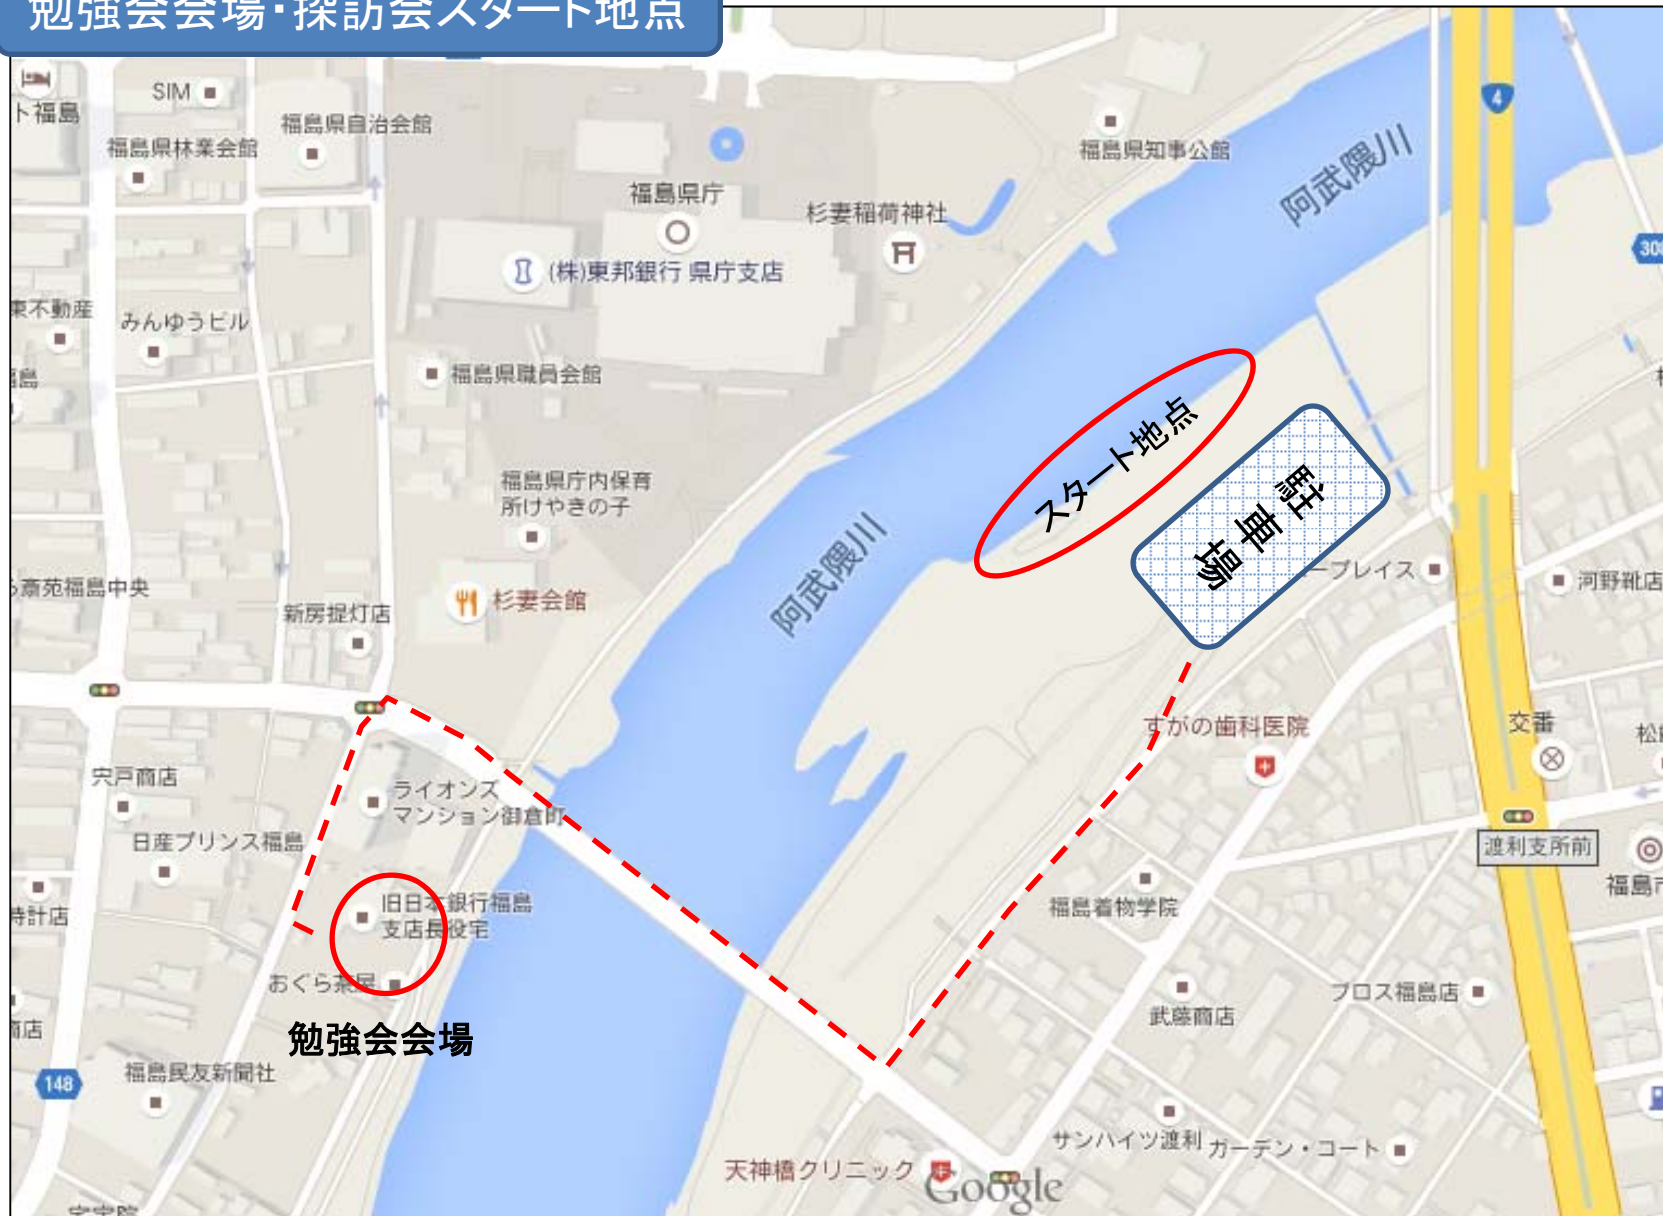 勉強会会場・探訪会スタート地点
ト福島
SIM
福島県林業会館
福島県自治会館
福島県庁
(株)東邦銀行 県庁支店
杉妻稲荷神社
福島県知事公館
阿武隈川
4
308
東不動産
みんゆうビル
福島県職員会館
福島県庁内保育
所けやきの子
スタート地点
駐車場
ープレイス
河野靴店
斎苑福島中央
新房提灯店
杉妻会館
阿武隈川
すがの歯科医院
交番
渡利支所前
宍戸商店
ライオンズ
マンション御倉町
日産プリンス福島
時計店
旧日本銀行福島
支店長役宅
おぐら茶屋
勉強会会場
福島着物学院
武藤商店
ブロス福島店
148
福島民友新聞社
サンハイツ渡利
ガーデン・コート
天神橋クリニック
Google